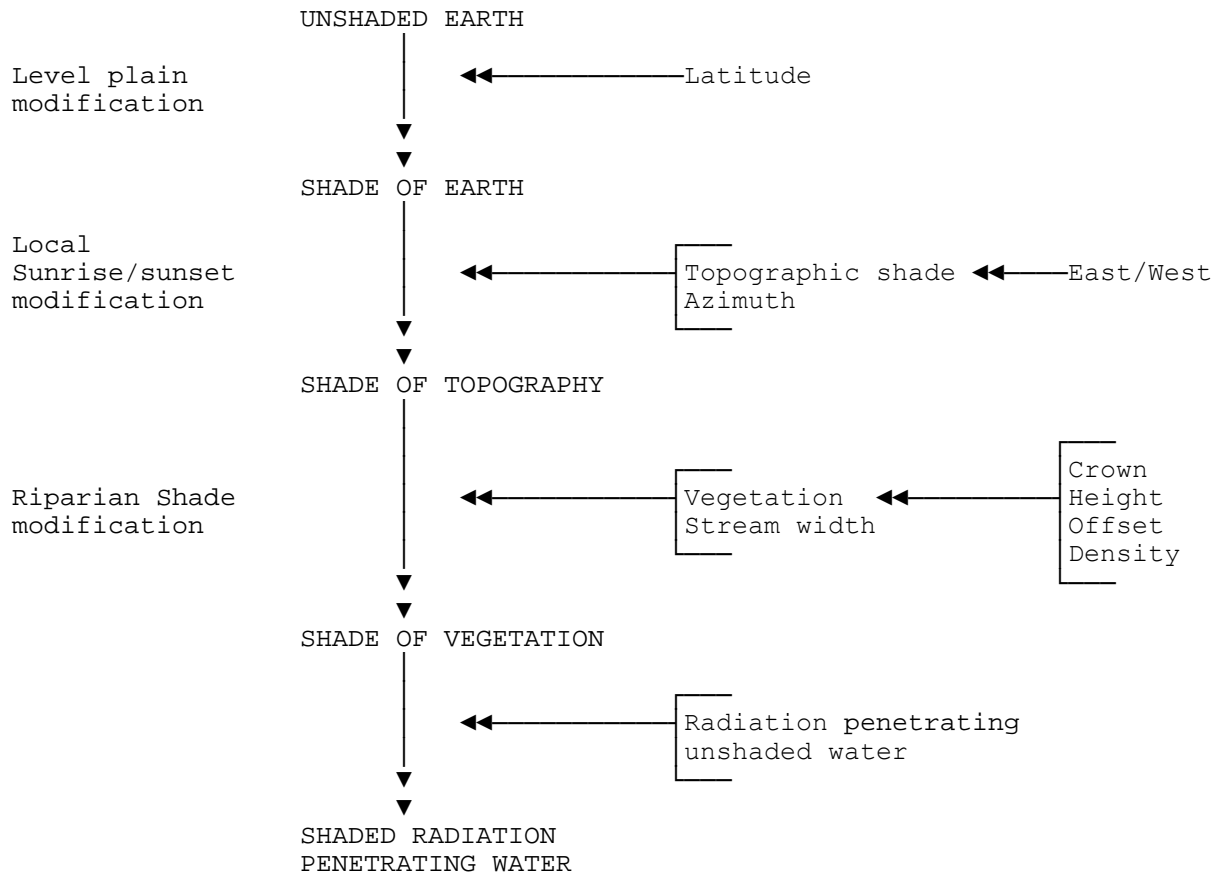 UNSHADED EARTH
Level plain
modification
Latitude
SHADE OF EARTH
Local
Sunrise/sunset
modification
Topographic shade
Azimuth
East/West
SHADE OF TOPOGRAPHY
Riparian Shade
modification
Vegetation
Stream width
Crown
Height
Offset
Density
SHADE OF VEGETATION
Radiation penetrating
unshaded water
SHADED RADIATION
PENETRATING WATER